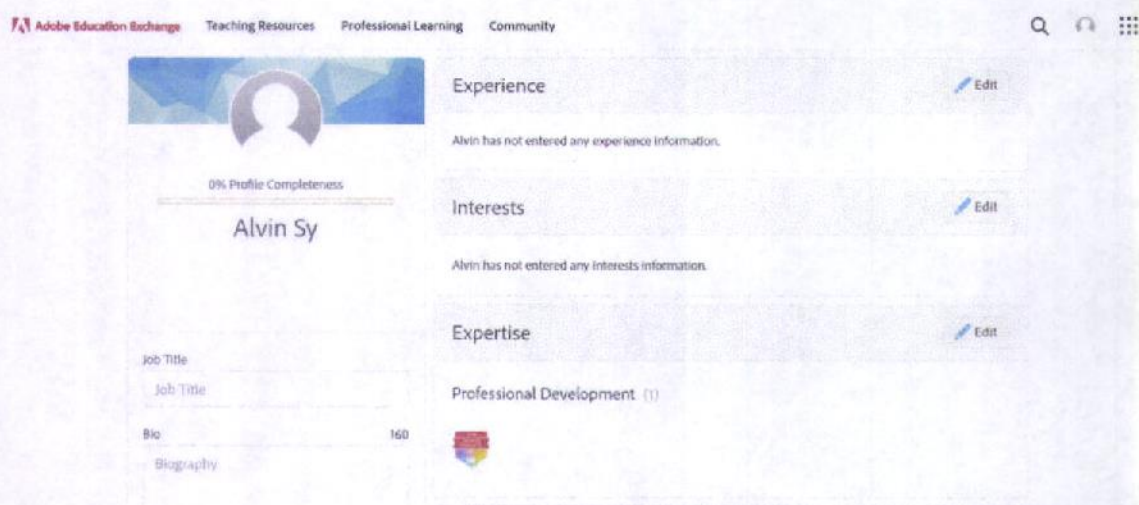 Adobe Education Exchange Teaching Resources Professional Learning Community
0% Profile Completeness
Alvin Sy
Job Title
Job Title
Bio 160
Biography
Experience Edit
Alvin has not entered any experience information.
Interests Edit
Alvin has not entered any interests information.
Expertise Edit
Professional Development (1)